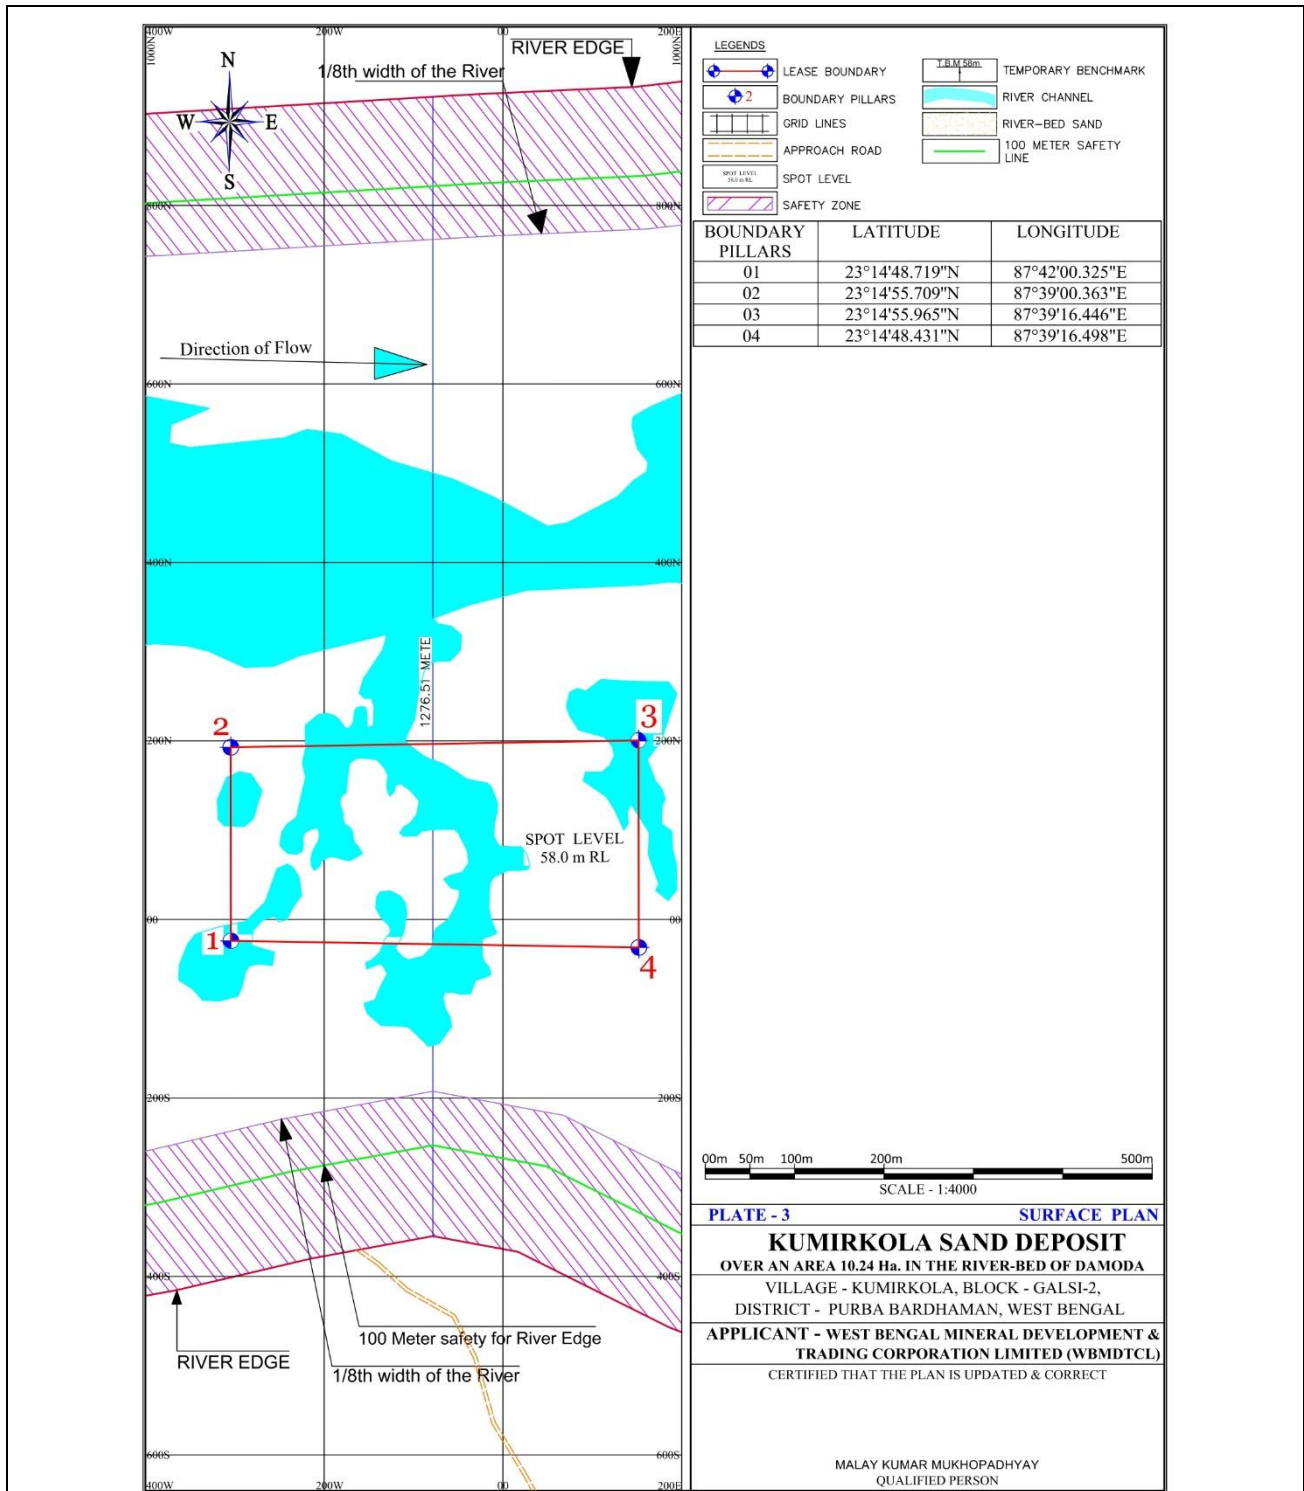 400W 200W 00 200E
1000N 1000N
RIVER EDGE
1/8th width of the River
N
W E
S
800N 800N
Direction of Flow
600N 600N
400N 400N
1276.51 METE
2 3
200N 200N
SPOT LEVEL
58.0 m RL
00 00
1 4
200S 200S
400S 400S
100 Meter safety for River Edge
RIVER EDGE
1/8th width of the River
600S 600S
400W 200W 00 200E
LEGENDS
LEASE BOUNDARY
2 BOUNDARY PILLARS
GRID LINES
APPROACH ROAD
SPOT LEVEL
58.0 m RL
SPOT LEVEL
SAFETY ZONE
T.B.M 58m
TEMPORARY BENCHMARK
RIVER CHANNEL
RIVER-BED SAND
100 METER SAFETY
LINE
BOUNDARY LATITUDE LONGITUDE
PILLARS
01 23°14'48.719"N 87°42'00.325"E
02 23°14'55.709"N 87°39'00.363"E
03 23°14'55.965"N 87°39'16.446"E
04 23°14'48.431"N 87°39'16.498"E
00m 50m 100m 200m 500m
SCALE - 1:4000
PLATE - 3 SURFACE PLAN
KUMIRKOLA SAND DEPOSIT
OVER AN AREA 10.24 Ha. IN THE RIVER-BED OF DAMODA
VILLAGE - KUMIRKOLA, BLOCK - GALSI-2,
DISTRICT - PURBA BARDHAMAN, WEST BENGAL
APPLICANT - WEST BENGAL MINERAL DEVELOPMENT &
TRADING CORPORATION LIMITED (WBMDTCL)
CERTIFIED THAT THE PLAN IS UPDATED & CORRECT
MALAY KUMAR MUKHOPADHYAY
QUALIFIED PERSON